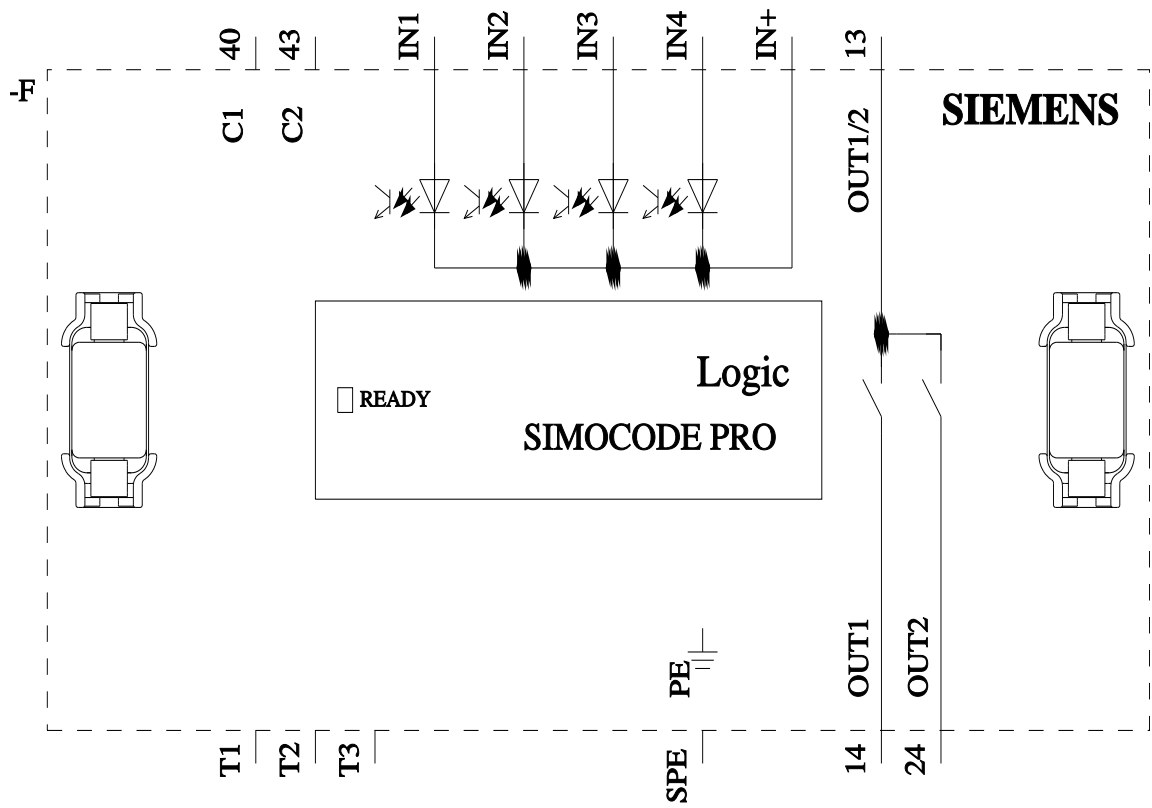 40
43
IN1
IN2
IN3
IN4
IN+
13
-F
C1
C2
OUT1/2
SIEMENS
Logic
READY
SIMOCODE PRO
PE
OUT1
OUT2
T1
T2
T3
SPE
14
24